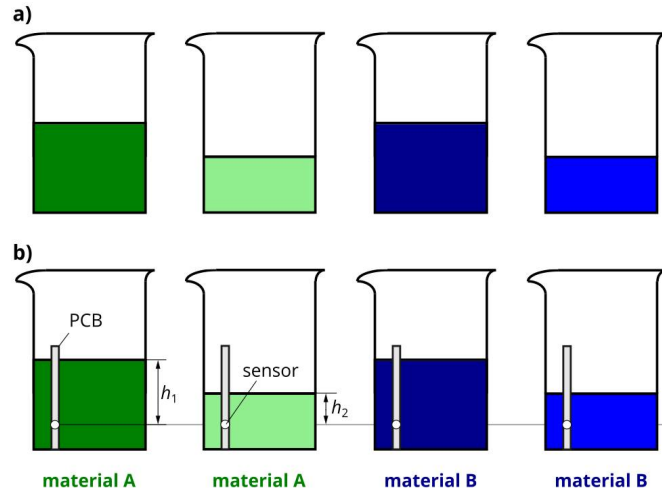 a)
b)
PCB
sensor
h₁
h₂
material A
material A
material B
material B